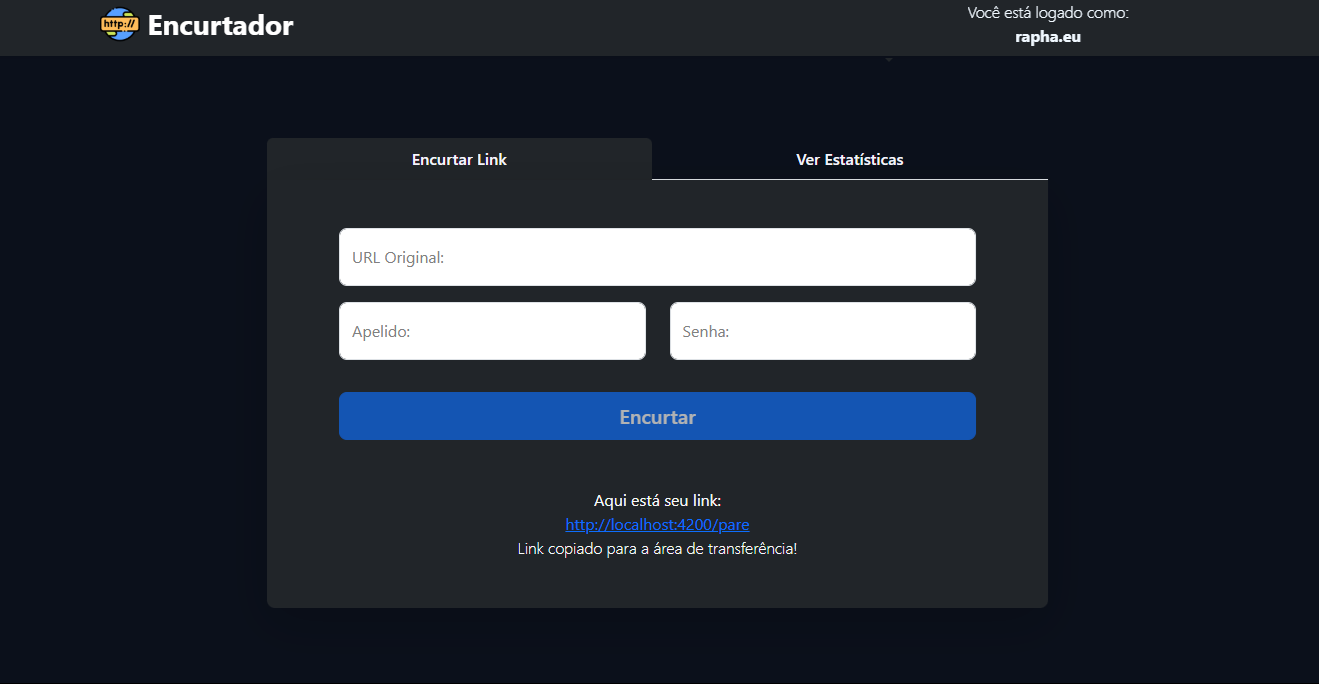 http://
Encurtador
Você está logado como:
rapha.eu
Encurtar Link
Ver Estatísticas
URL Original:
Apelido:
Senha:
Encurtar
Aqui está seu link:
http://localhost:4200/pare
Link copiado para a área de transferência!